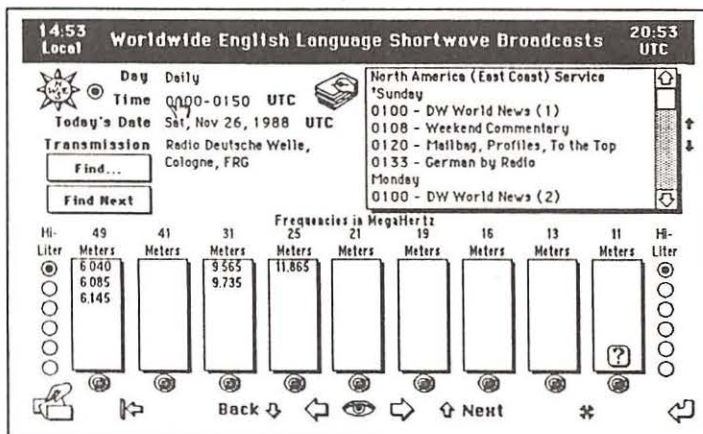 14:53
Local
Worldwide English Language Shortwave Broadcasts
20:53
UTC
Day Daily
Time 0100-0150 UTC
Today's Date Sat, Nov 26, 1988 UTC
Transmission Radio Deutsche Welle,
Cologne, FRG
Find...
Find Next
North America (East Coast) Service
*Sunday
0100 - DW World News (1)
0108 - Weekend Commentary
0120 - Mailbag, Profiles, To the Top
0133 - German by Radio
Monday
0100 - DW World News (2)
Frequencies in MegaHertz
Hi-Liter
49 Meters
41 Meters
31 Meters
25 Meters
21 Meters
19 Meters
16 Meters
13 Meters
11 Meters
Hi-Liter
6.040
6.085
6.145
9.565
9.735
11.865
?
Back
Next